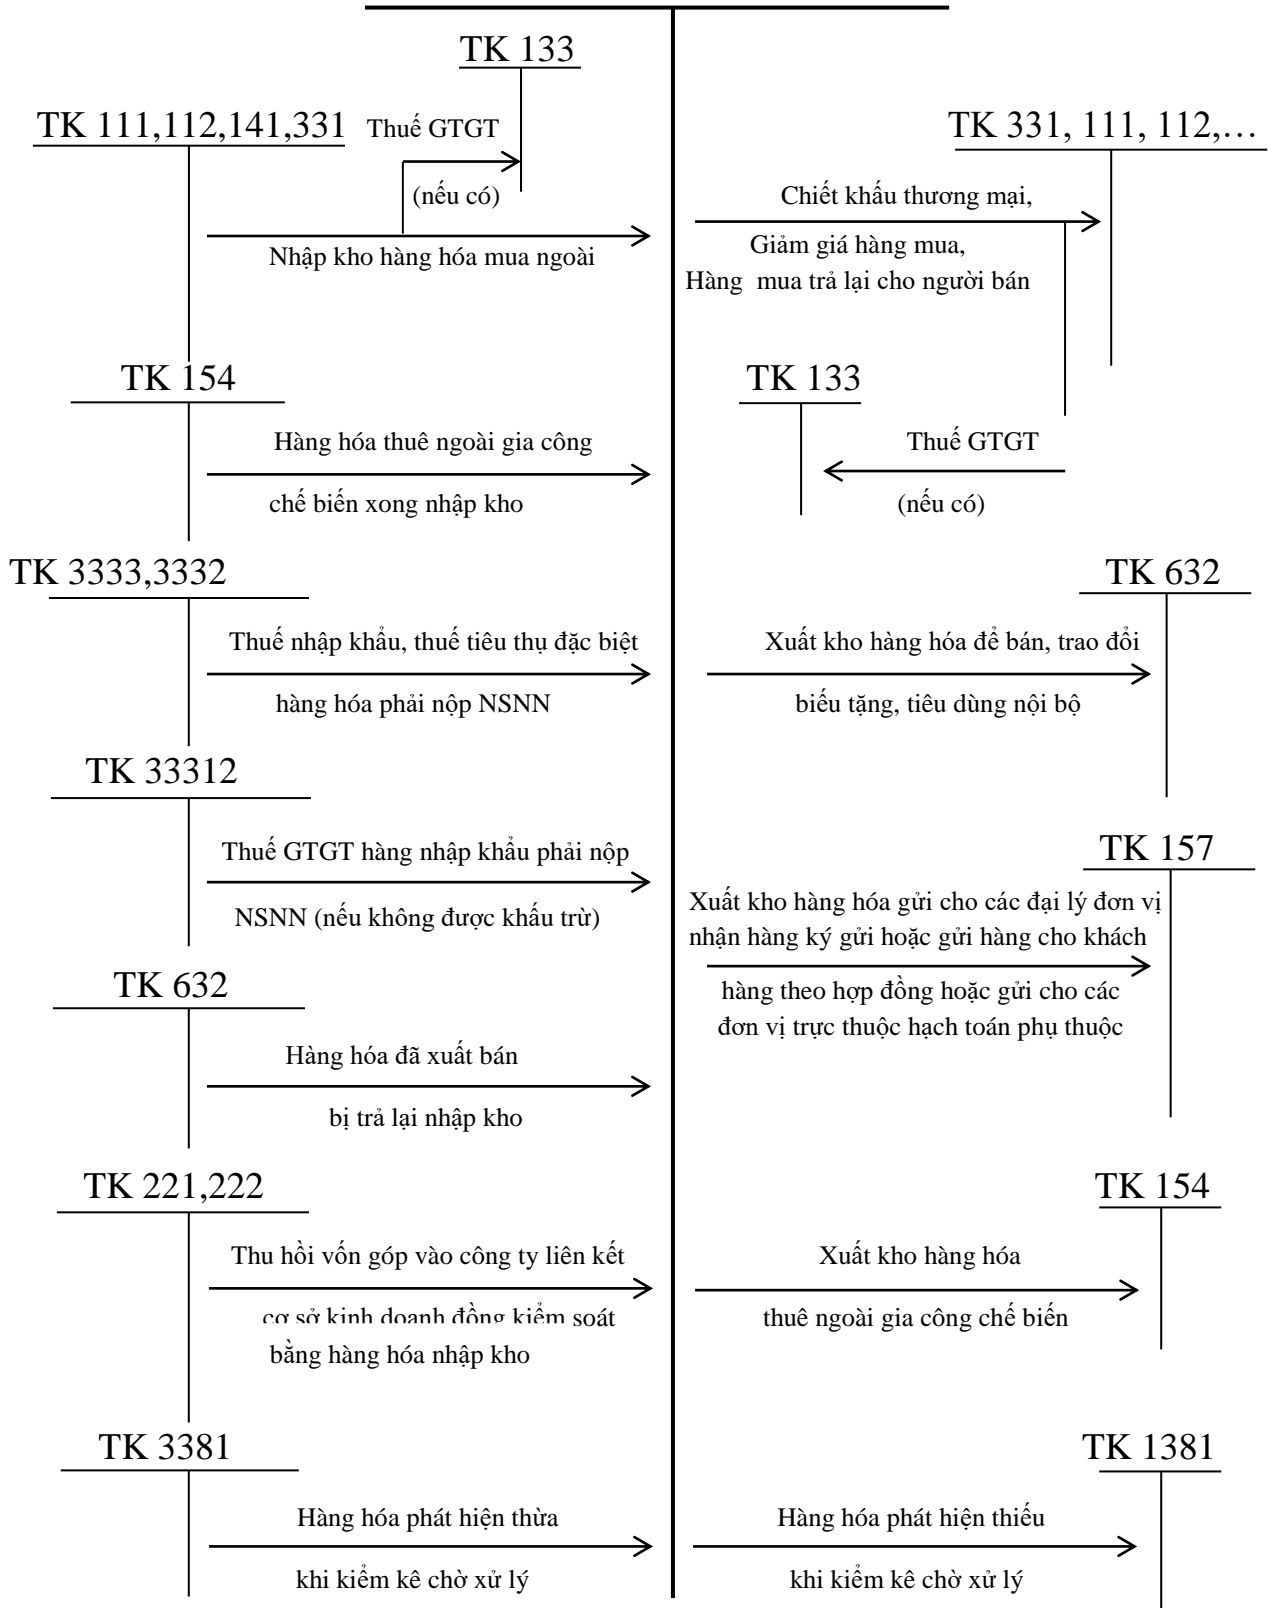 TK 133
TK 111,112,141,331
Thuế GTGT
(nếu có)
Nhập kho hàng hóa mua ngoài
TK 331, 111, 112,…
Chiết khấu thương mại,
Giảm giá hàng mua,
Hàng mua trả lại cho người bán
TK 154
Hàng hóa thuê ngoài gia công
chế biến xong nhập kho
TK 133
Thuế GTGT
(nếu có)
TK 3333,3332
Thuế nhập khẩu, thuế tiêu thụ đặc biệt
hàng hóa phải nộp NSNN
TK 632
Xuất kho hàng hóa để bán, trao đổi
biếu tặng, tiêu dùng nội bộ
TK 33312
Thuế GTGT hàng nhập khẩu phải nộp
NSNN (nếu không được khấu trừ)
TK 157
Xuất kho hàng hóa gửi cho các đại lý đơn vị
nhận hàng ký gửi hoặc gửi hàng cho khách
hàng theo hợp đồng hoặc gửi cho các
đơn vị trực thuộc hạch toán phụ thuộc
TK 632
Hàng hóa đã xuất bán
bị trả lại nhập kho
TK 221,222
Thu hồi vốn góp vào công ty liên kết
cơ sở kinh doanh đồng kiểm soát
bằng hàng hóa nhập kho
TK 154
Xuất kho hàng hóa
thuê ngoài gia công chế biến
TK 3381
Hàng hóa phát hiện thừa
khi kiểm kê chờ xử lý
TK 1381
Hàng hóa phát hiện thiếu
khi kiểm kê chờ xử lý